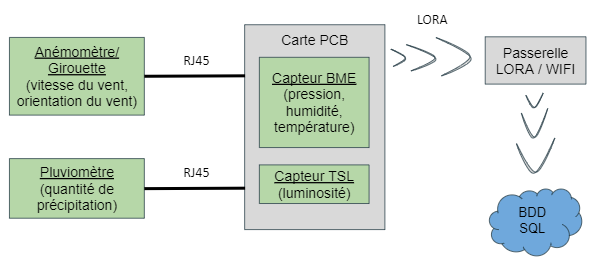 Anémomètre/
Girouette
(vitesse du vent,
orientation du vent)
RJ45
Pluviomètre
(quantité de
précipitation)
RJ45
Carte PCB
Capteur BME
(pression,
humidité,
température)
Capteur TSL
(luminosité)
LORA
Passerelle
LORA / WIFI
BDD
SQL